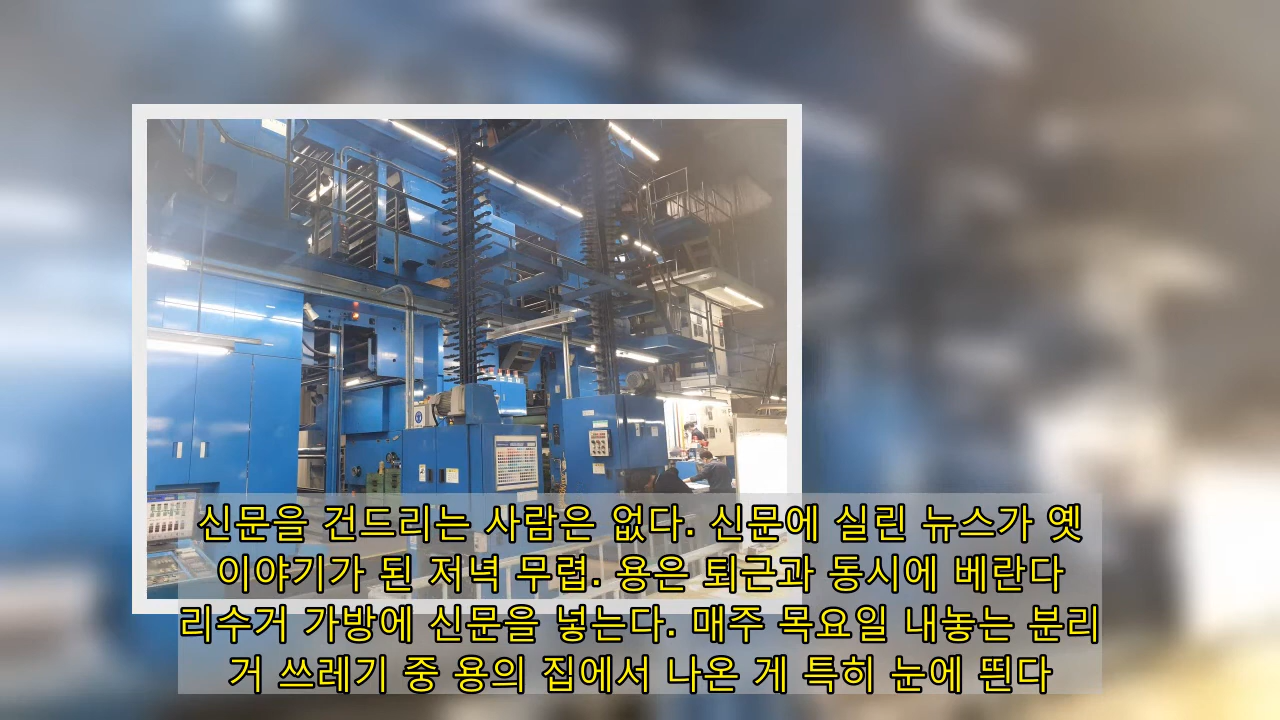 신문을 건드리는 사람은 없다. 신문에 실린 뉴스가 옛
이야기가 된 저녁 무렵. 용은 퇴근과 동시에 베란다
리수거 가방에 신문을 넣는다. 매주 목요일 내놓는 분리
거 쓰레기 중 용의 집에서 나온 게 특히 눈에 띈다